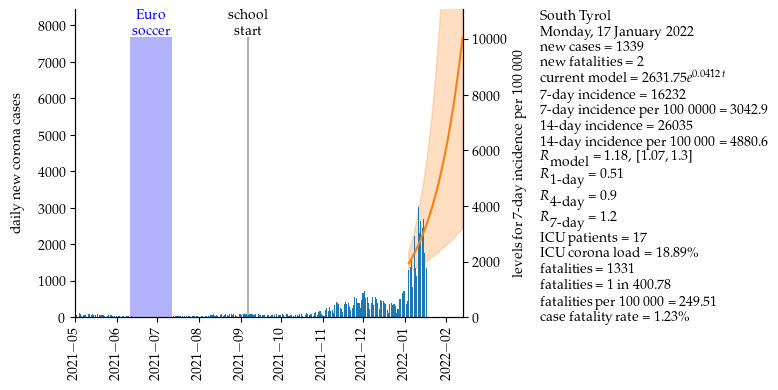 Euro
soccer
school
start
daily new corona cases
8000
7000
6000
5000
4000
3000
2000
1000
0
10000
8000
6000
4000
2000
0
levels for 7-day incidence per 100 000
2021−05
2021−06
2021−07
2021−08
2021−09
2021−10
2021−11
2021−12
2022−01
2022−02
South Tyrol
Monday, 17 January 2022
new cases = 1339
new fatalities = 2
current model = 2631.75e^0.0412 t
7-day incidence = 16232
7-day incidence per 100 0000 = 3042.9
14-day incidence = 26035
14-day incidence per 100 000 = 4880.6
R model = 1.18, [1.07, 1.3]
R 1-day = 0.51
R 4-day = 0.9
R 7-day = 1.2
ICU patients = 17
ICU corona load = 18.89%
fatalities = 1331
fatalities = 1 in 400.78
fatalities per 100 000 = 249.51
case fatality rate = 1.23%